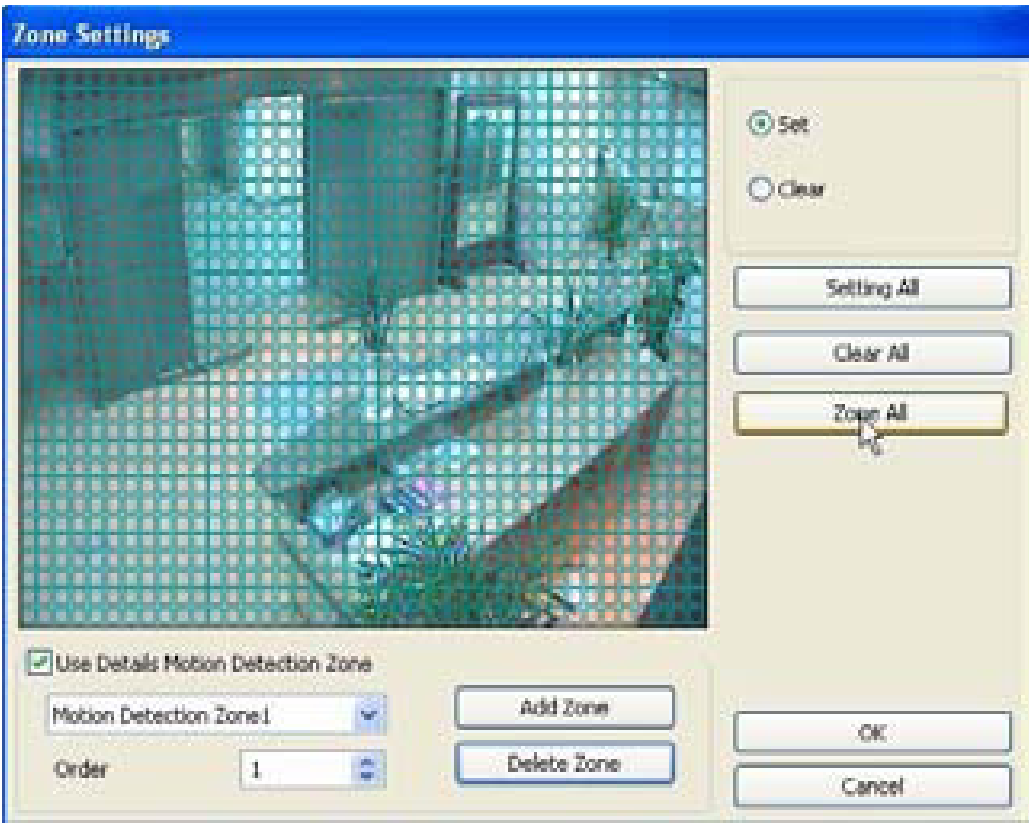 Zone Settings
Set
Clear
Setting All
Clear All
Zone All
Use Details Motion Detection Zone
Motion Detection Zone1
Add Zone
Order
1
Delete Zone
OK
Cancel